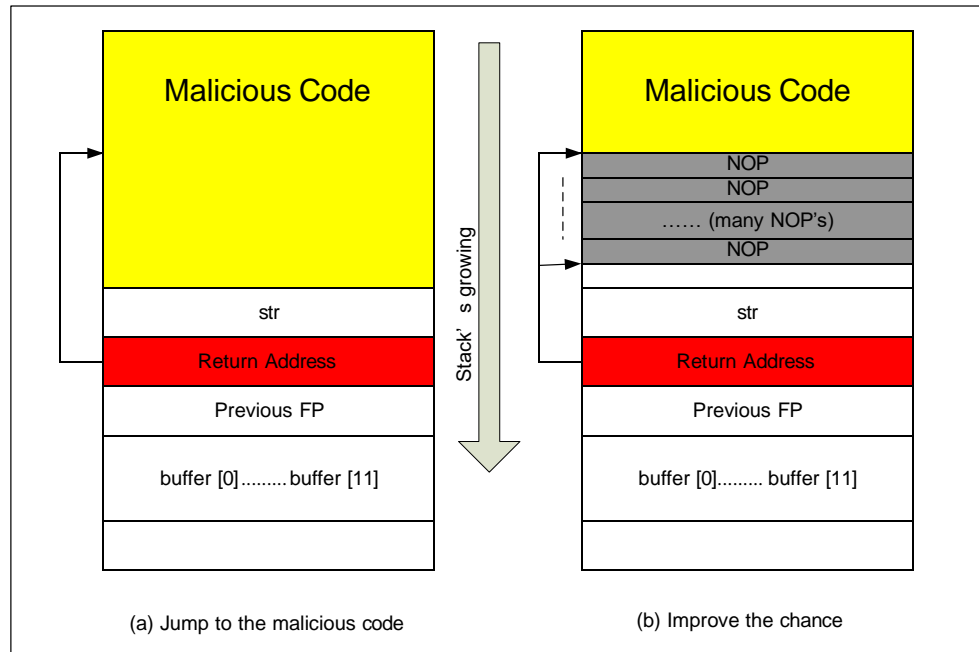 Malicious Code
str
Return Address
Previous FP
buffer [0].........buffer [11]
(a) Jump to the malicious code
Stack’ s growing
Malicious Code
NOP
NOP
...... (many NOP's)
NOP
str
Return Address
Previous FP
buffer [0]....... buffer [11]
(b) Improve the chance